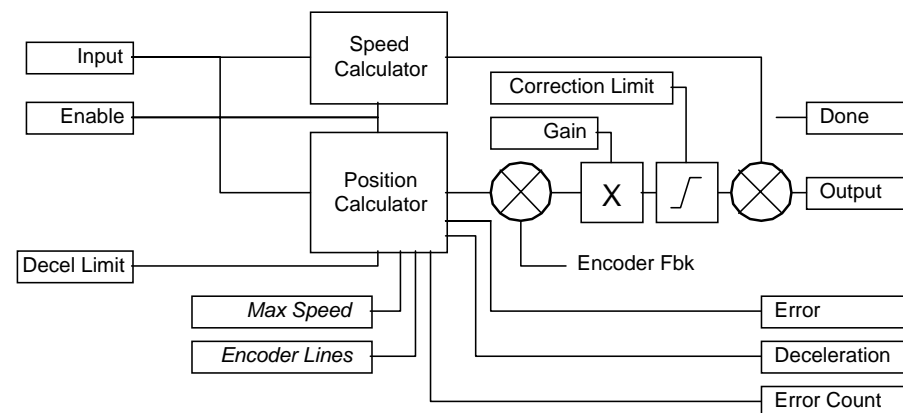 Speed
Calculator
Input
Correction Limit
Enable
Done
Gain
Position
Calculator
X
Output
Decel Limit
Encoder Fbk
Max Speed
Error
Encoder Lines
Deceleration
Error Count